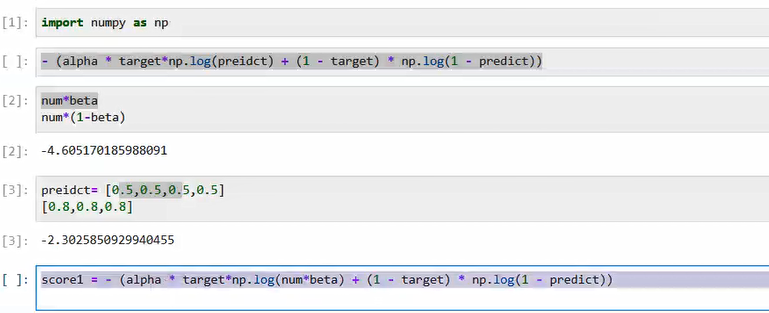 [1]: import numpy as np
[ ]: - (alpha * target*np.log(preidct) + (1 - target) * np.log(1 - predict))
[2]: num*beta
num*(1-beta)
[2]: -4.605170185988091
[3]: preidct= [0.5,0.5,0.5,0.5]
[0.8,0.8,0.8]
[3]: -2.3025850929940455
[ ]: score1 = - (alpha * target*np.log(num*beta) + (1 - target) * np.log(1 - predict))